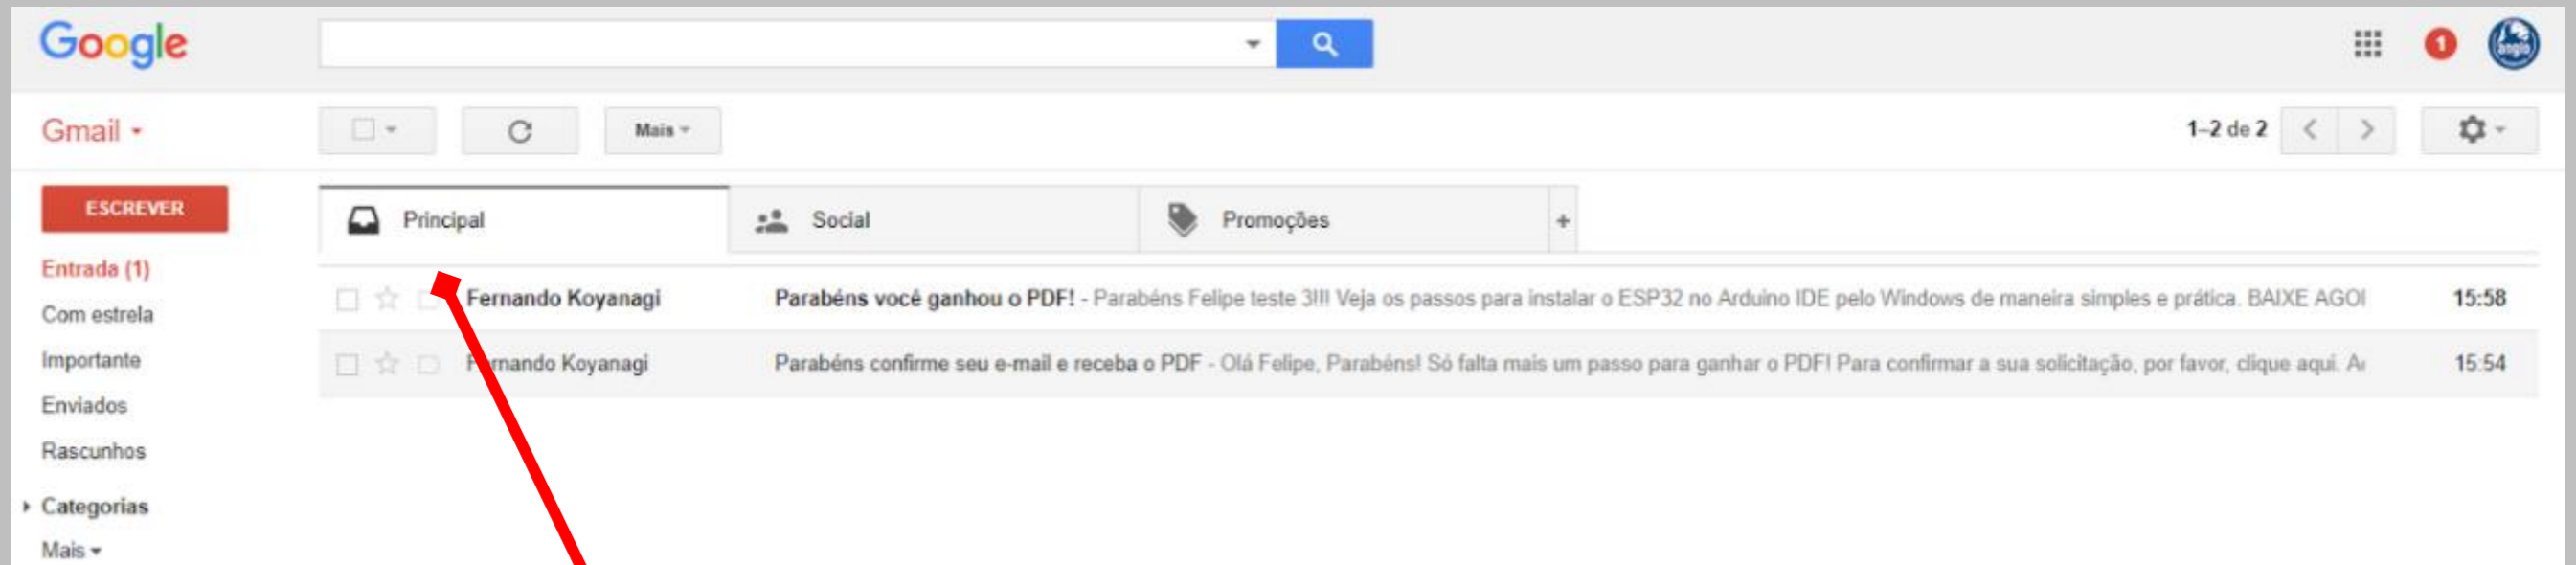 Google
1
anglo
Gmail
Mais
1–2 de 2
ESCREVER
Principal
Social
Promoções
+
Entrada (1)
Com estrela
Importante
Enviados
Rascunhos
Categorias
Mais
Fernando Koyanagi Parabéns você ganhou o PDF! - Parabéns Felipe teste 3!!! Veja os passos para instalar o ESP32 no Arduino IDE pelo Windows de maneira simples e prática. BAIXE 15:58
Koyanagi Parabéns confirme seu e-mail e receba o PDF - Olá Felipe, Parabéns! Só falta mais um passo para ganhar o PDF! Para confirmar a sua solicitação, por favor, clique aqui. 15:54